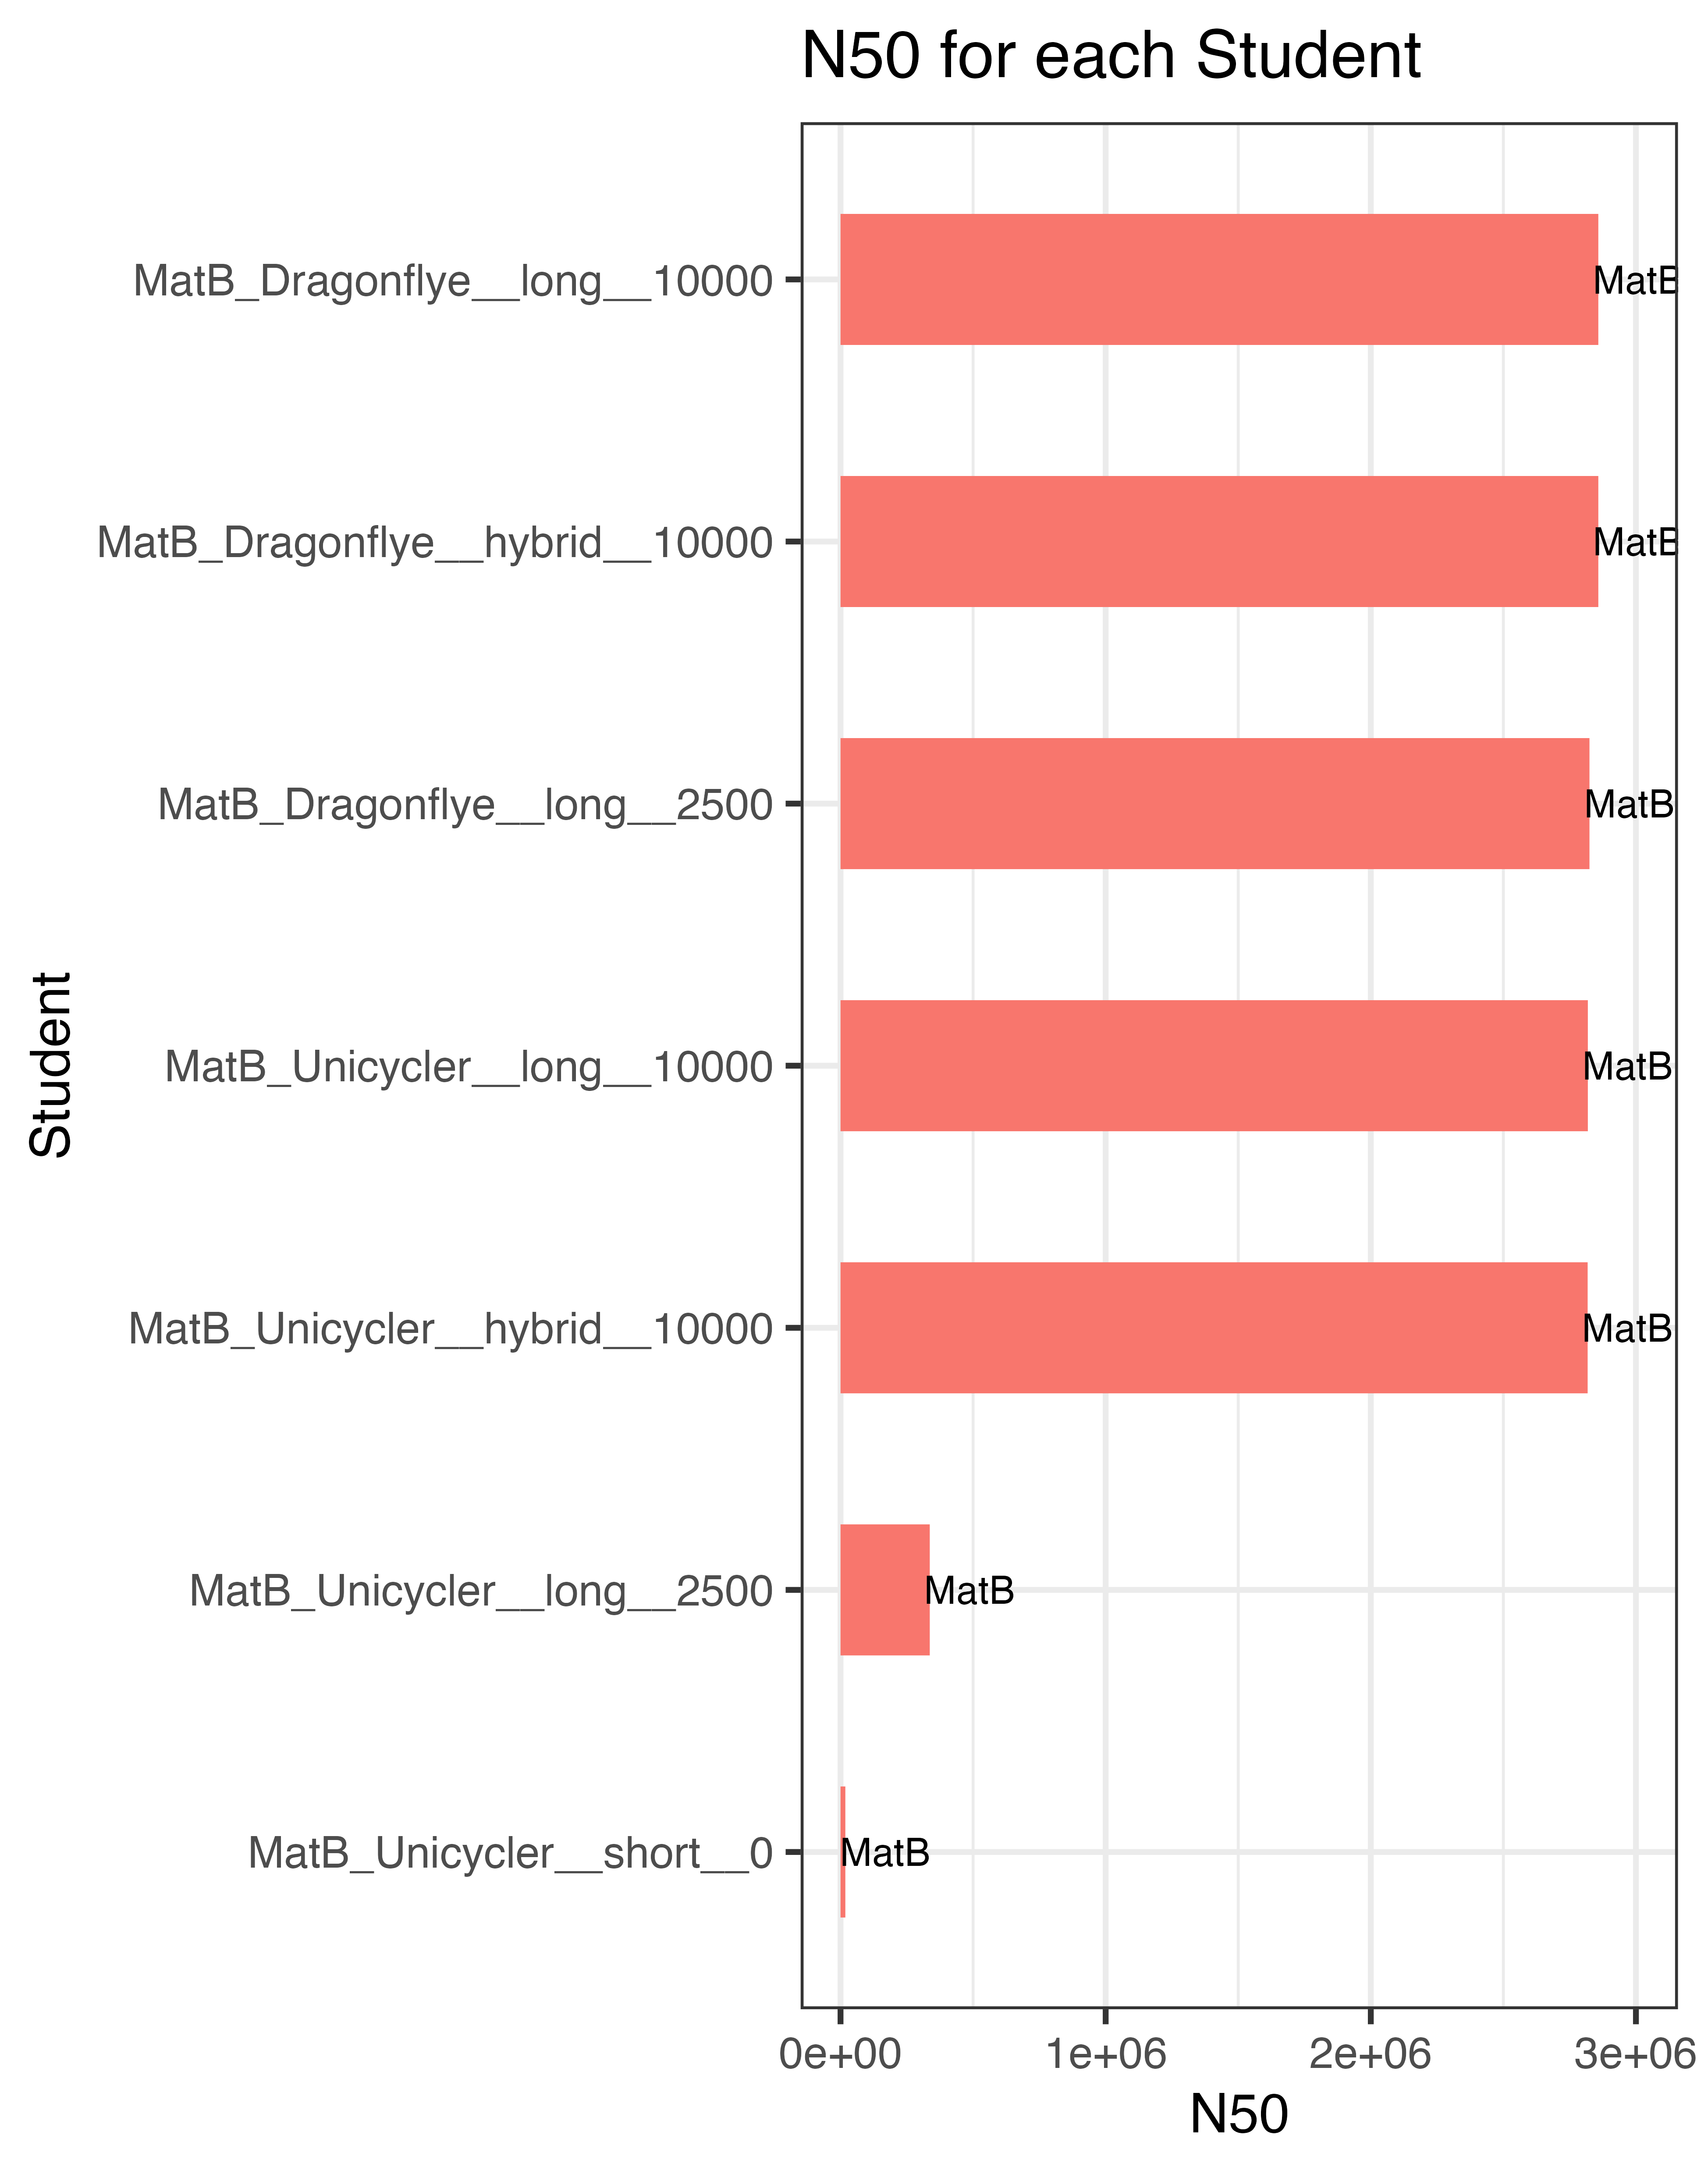 N50 for each Student
MatB_Dragonflye__long__10000
MatB
MatB_Dragonflye__hybrid__10000
MatB
MatB_Dragonflye__long__2500
MatB
Student
MatB_Unicycler__long__10000
MatB
MatB_Unicycler__hybrid__10000
MatB
MatB_Unicycler__long__2500
MatB
MatB_Unicycler__short__0
MatB
0e+00 1e+06 2e+06 3e+06
N50